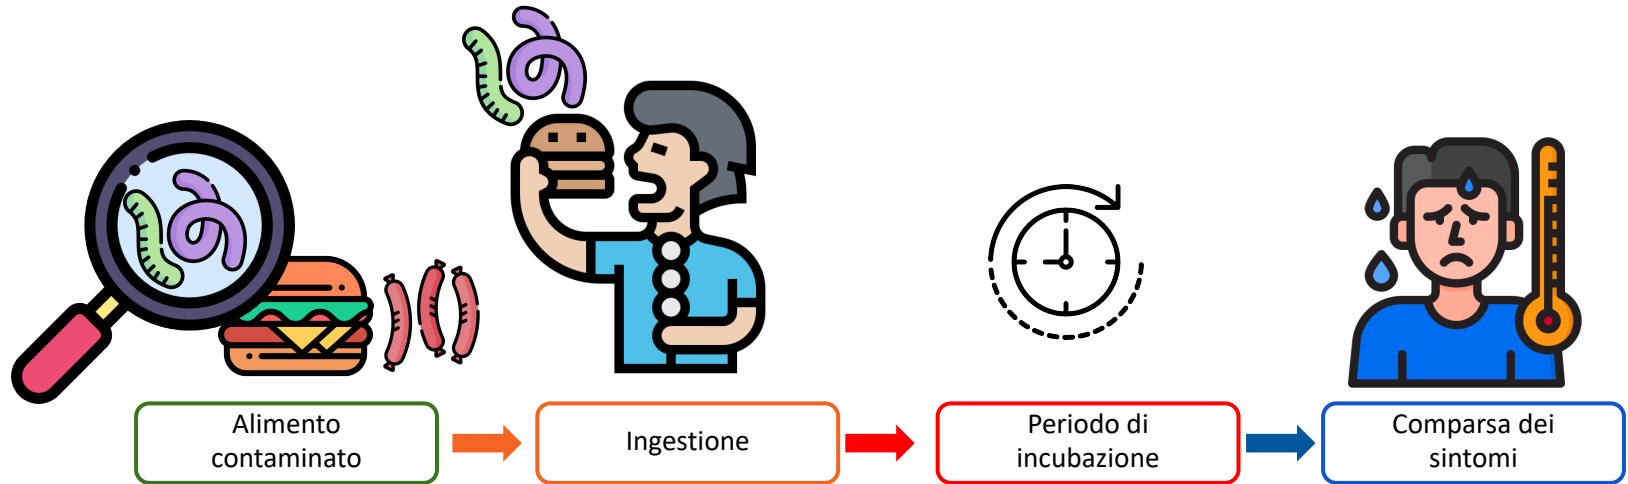 Alimento
contaminato
Ingestione
Periodo di
incubazione
Comparsa dei
sintomi